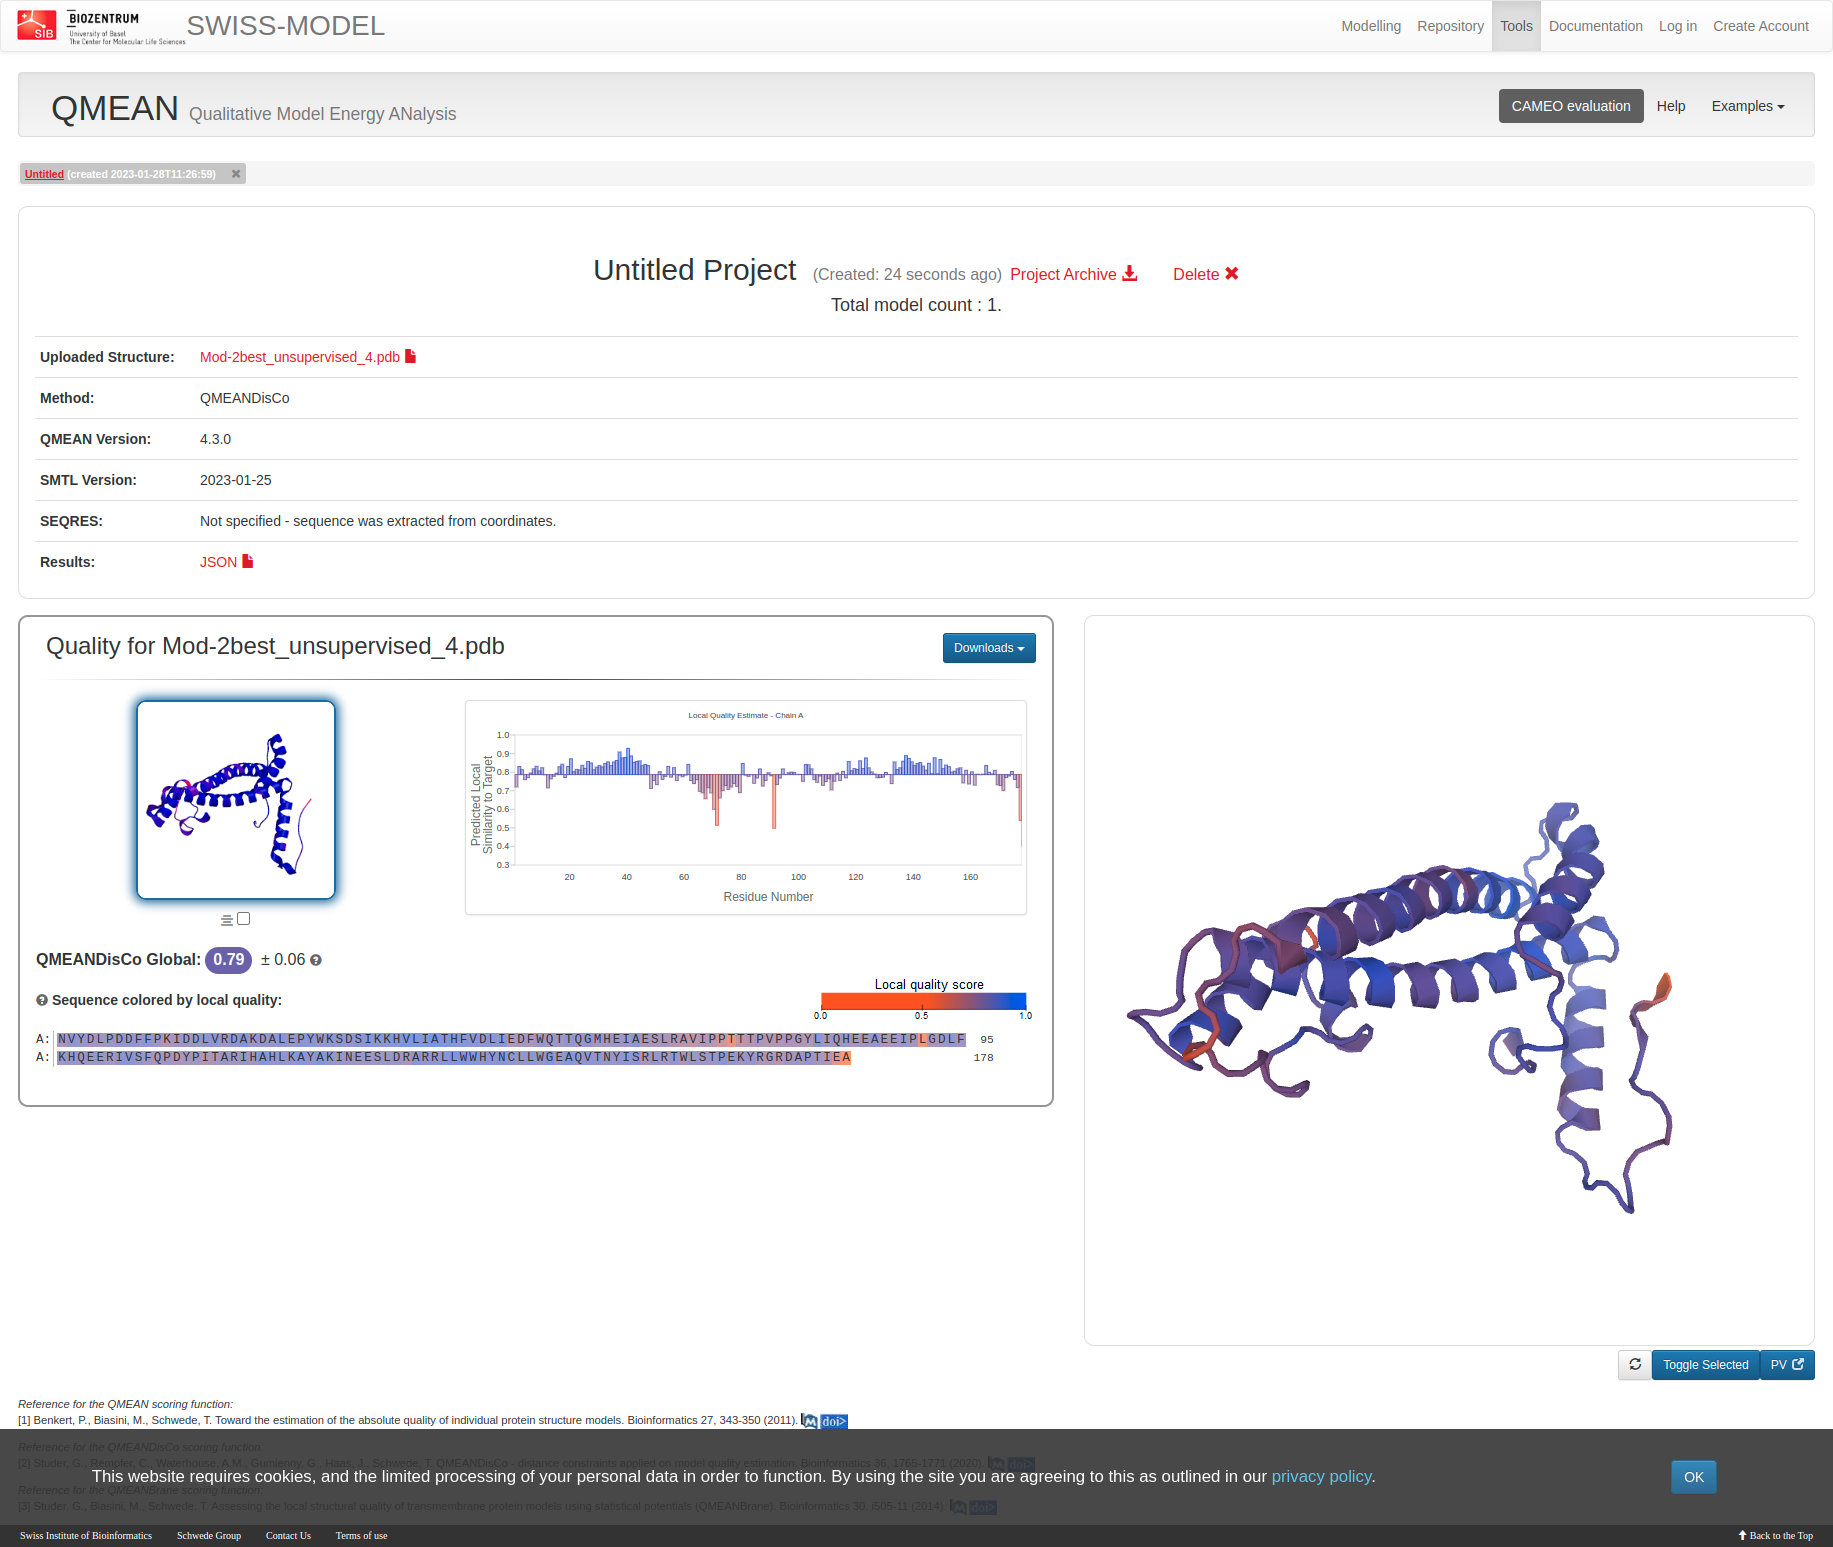 SIB
BIOZENTRUM
University of Basel
The Center for Molecular Life Sciences
SWISS-MODEL
Modelling Repository Tools Documentation Log in Create Account
QMEAN Qualitative Model Energy ANalysis
CAMEO evaluation Help Examples
Untitled (created 2023-01-28T11:26:59)
Untitled Project (Created: 24 seconds ago) Project Archive Delete
Total model count : 1.
Uploaded Structure: Mod-2best_unsupervised_4.pdb
Method: QMEANDisCo
QMEAN Version: 4.3.0
SMTL Version: 2023-01-25
SEQRES: Not specified - sequence was extracted from coordinates.
Results: JSON
Quality for Mod-2best_unsupervised_4.pdb
Downloads
Local Quality Estimate - Chain A
Predicted Local
Similarity to Target
1.0
0.9
0.8
0.7
0.6
0.5
0.4
0.3
20 40 60 80 100 120 140 160
Residue Number
QMEANDisCo Global: 0.79 ± 0.06
Sequence colored by local quality:
Local quality score
0.0 0.5 1.0
A: NVYDLPDDFFPKIDDLVRDAKDALEPYWKSDSIKKHVLIATHFVDLIEDFWQTTQGMHEIAESLRAVIPPTTTPVPPGYLIQHEEAEEIPLGDLF 95
A: KHQEERIVSFQPDYPITARIHAHLKAYAKINEESLDRARRLLWWHYNCLLWGEAQVTNYISRLRTWLSTPEKYRGRDAPTIEA 178
Toggle Selected PV
Reference for the QMEAN scoring function:
[1] Benkert, P., Biasini, M., Schwede, T. Toward the estimation of the absolute quality of individual protein structure models. Bioinformatics 27, 343-350 (2011). doi>
Reference for the QMEANDisCo scoring function:
[2] Studer, G., Rempfer, C., Waterhouse, A.M., Gumienny, G., Haas, J., Schwede, T. QMEANDisCo - distance constraints applied on model quality estimation. Bioinformatics 36, 1765-1771 (2020). doi>
This website requires cookies, and the limited processing of your personal data in order to function. By using the site you are agreeing to this as outlined in our privacy policy.
OK
Reference for the QMEANBrane scoring function:
[3] Studer, G., Biasini, M., Schwede, T. Assessing the local structural quality of transmembrane protein models using statistical potentials (QMEANBrane). Bioinformatics 30, i505-11 (2014). doi>
Swiss Institute of Bioinformatics Schwede Group Contact Us Terms of use
Back to the Top